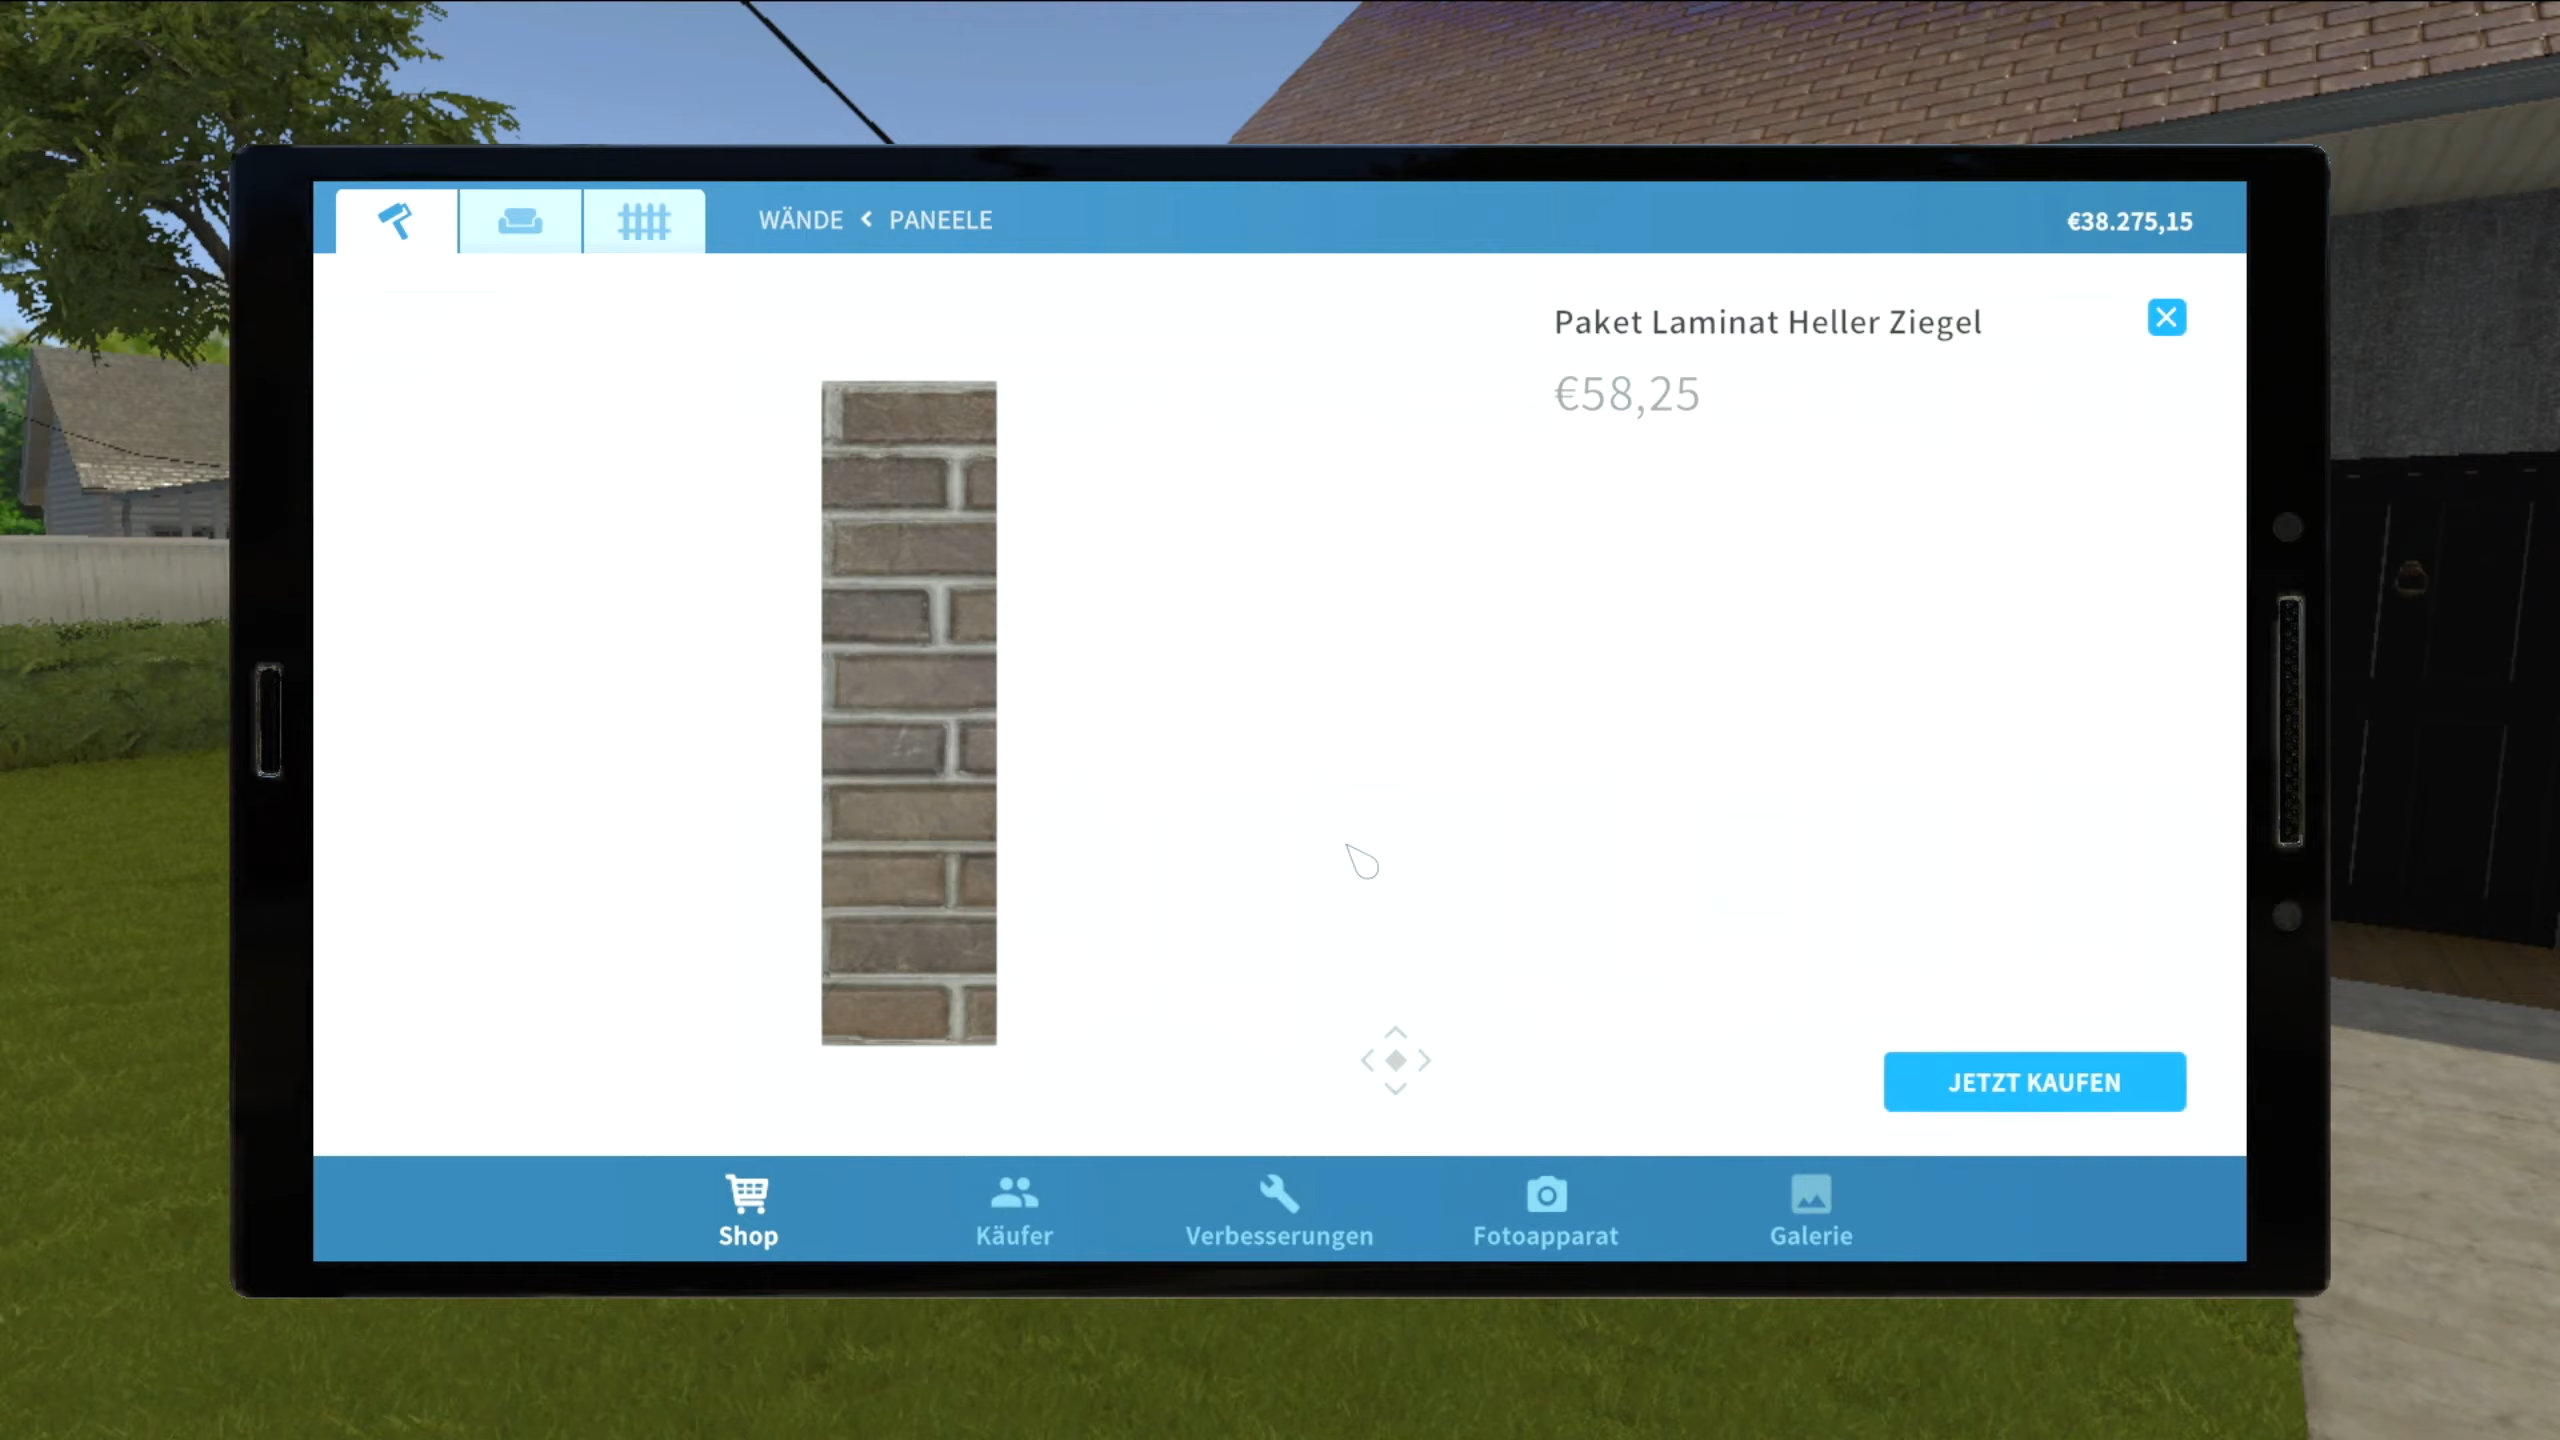 WÄNDE < PANEELE
€38.275,15
Paket Laminat Heller Ziegel
€58,25
JETZT KAUFEN
Shop
Käufer
Verbesserungen
Fotoapparat
Galerie